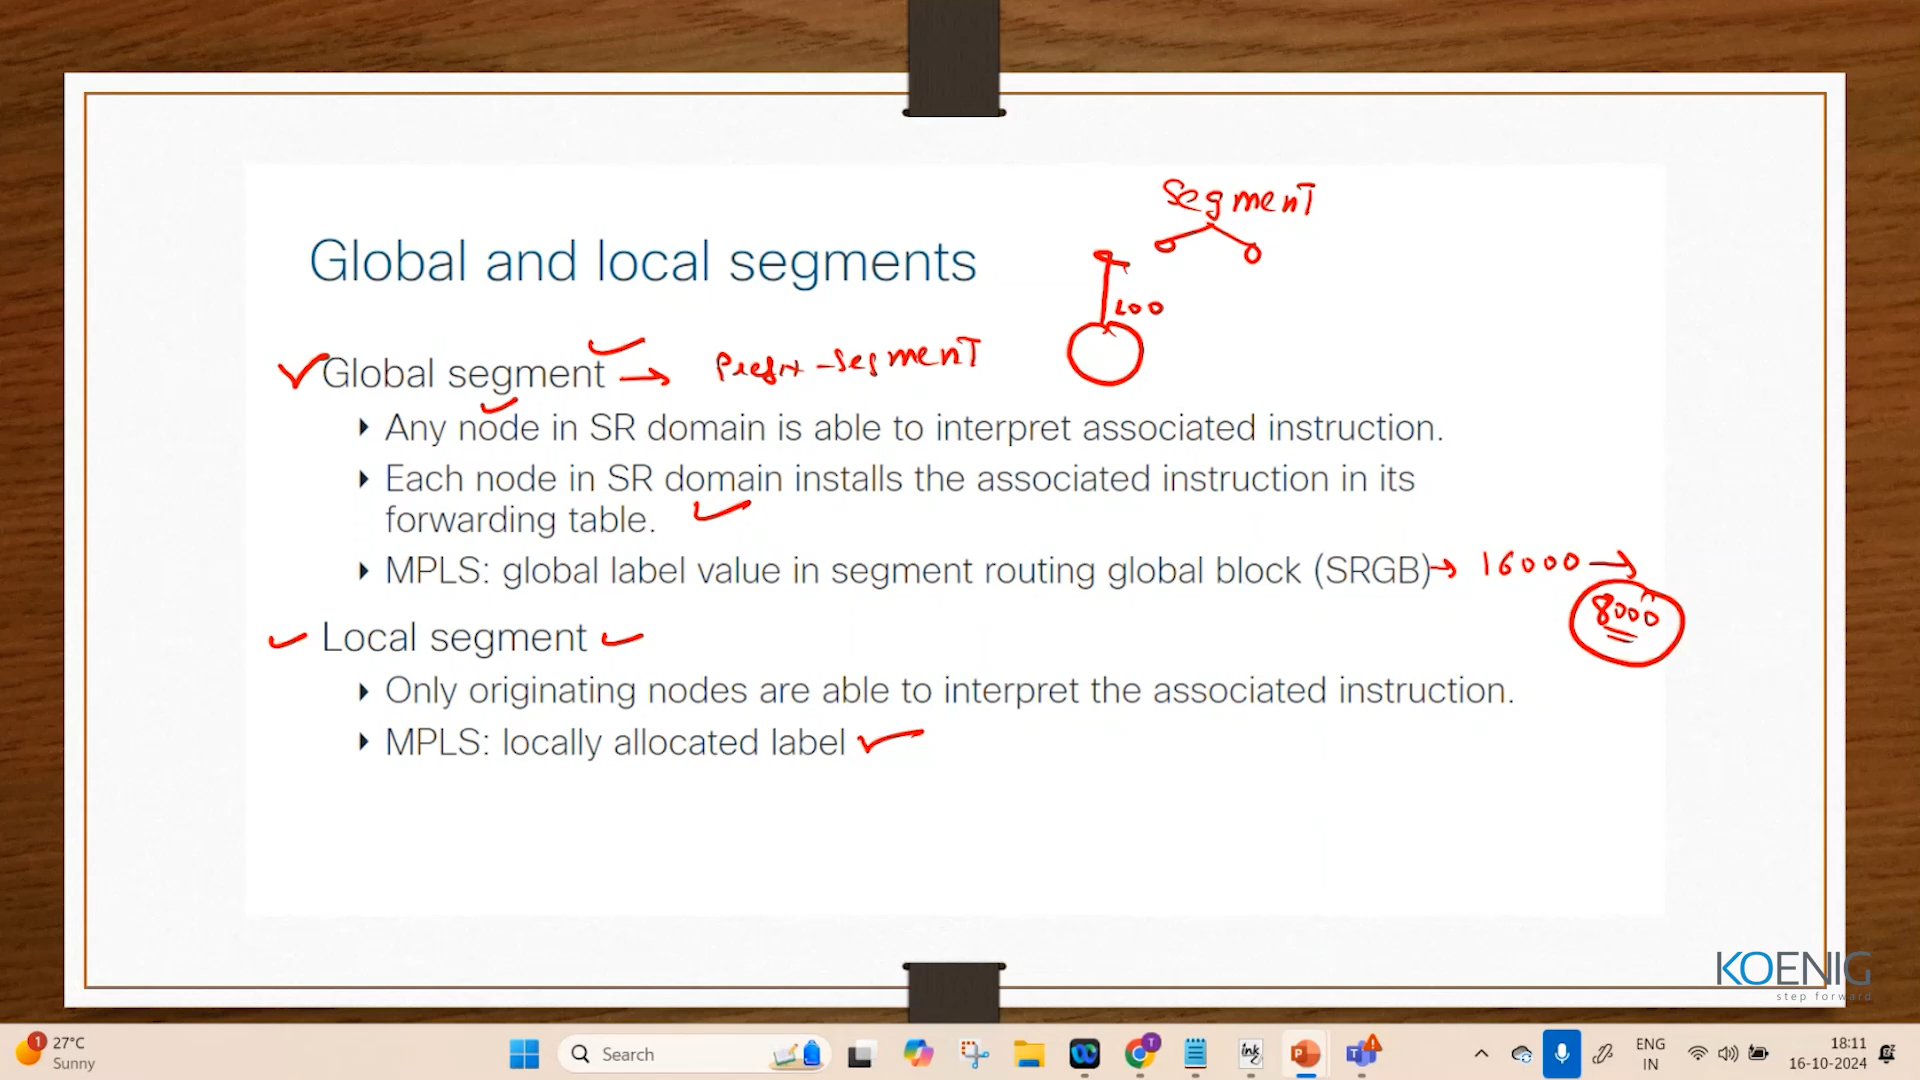 Segment
Global and local segments
100
Global segment → Prefix-segment
Any node in SR domain is able to interpret associated instruction.
Each node in SR domain installs the associated instruction in its
forwarding table.
MPLS: global label value in segment routing global block (SRGB) → 16000 →
8000
Local segment
Only originating nodes are able to interpret the associated instruction.
MPLS: locally allocated label
KOENIG
step forward
1
27°C
Sunny
Search
ENG
IN
18:11
16-10-2024